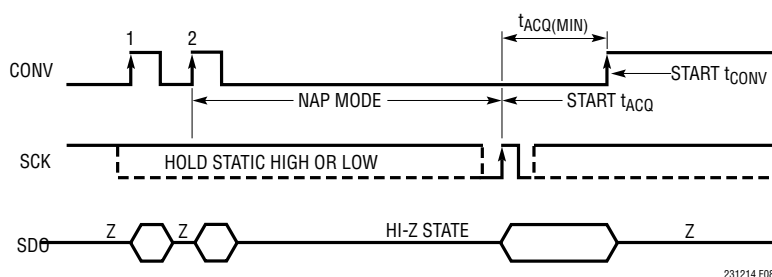 tACQ(MIN)
1 2
CONV
START tCONV
NAP MODE
START tACQ
SCK
HOLD STATIC HIGH OR LOW
SDO
Z Z HI-Z STATE Z
231214 F08